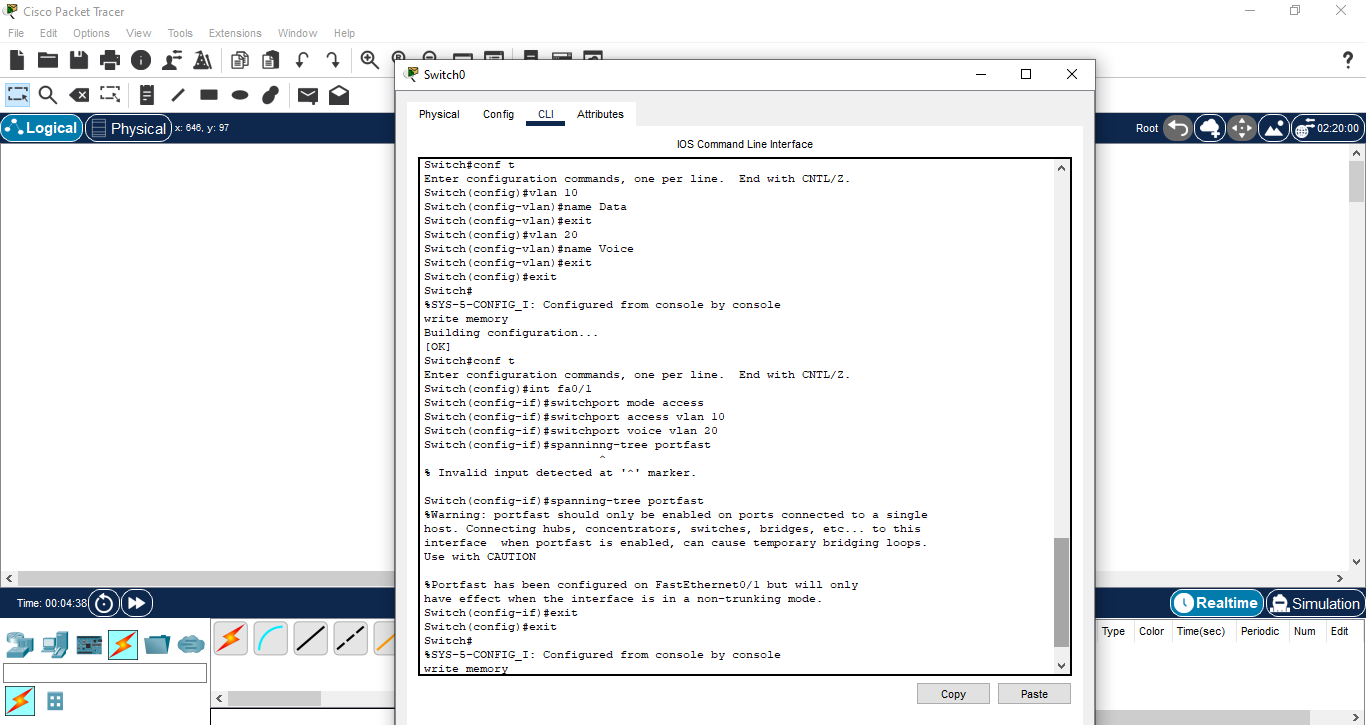 Cisco Packet Tracer
File Edit Options View Tools Extensions Window Help
Switch0
Physical Config CLI Attributes
Logical Physical x: 646, y: 97
Root 02:20:00
IOS Command Line Interface
Switch#conf t
Enter configuration commands, one per line.  End with CNTL/Z.
Switch(config)#vlan 10
Switch(config-vlan)#name Data
Switch(config-vlan)#exit
Switch(config)#vlan 20
Switch(config-vlan)#name Voice
Switch(config-vlan)#exit
Switch(config)#exit
Switch#
%SYS-5-CONFIG_I: Configured from console by console
write memory
Building configuration...
[OK]
Switch#conf t
Enter configuration commands, one per line.  End with CNTL/Z.
Switch(config)#int fa0/1
Switch(config-if)#switchport mode access
Switch(config-if)#switchport access vlan 10
Switch(config-if)#switchport voice vlan 20
Switch(config-if)#spanninng-tree portfast
^
% Invalid input detected at '^' marker.
Switch(config-if)#spanning-tree portfast
%Warning: portfast should only be enabled on ports connected to a single
host. Connecting hubs, concentrators, switches, bridges, etc... to this
interface  when portfast is enabled, can cause temporary bridging loops.
Use with CAUTION
%Portfast has been configured on FastEthernet0/1 but will only
have effect when the interface is in a non-trunking mode.
Switch(config-if)#exit
Switch(config)#exit
Switch#
%SYS-5-CONFIG_I: Configured from console by console
write memory
Copy Paste
Time: 00:04:38
Realtime Simulation
Type Color Time(sec) Periodic Num Edit